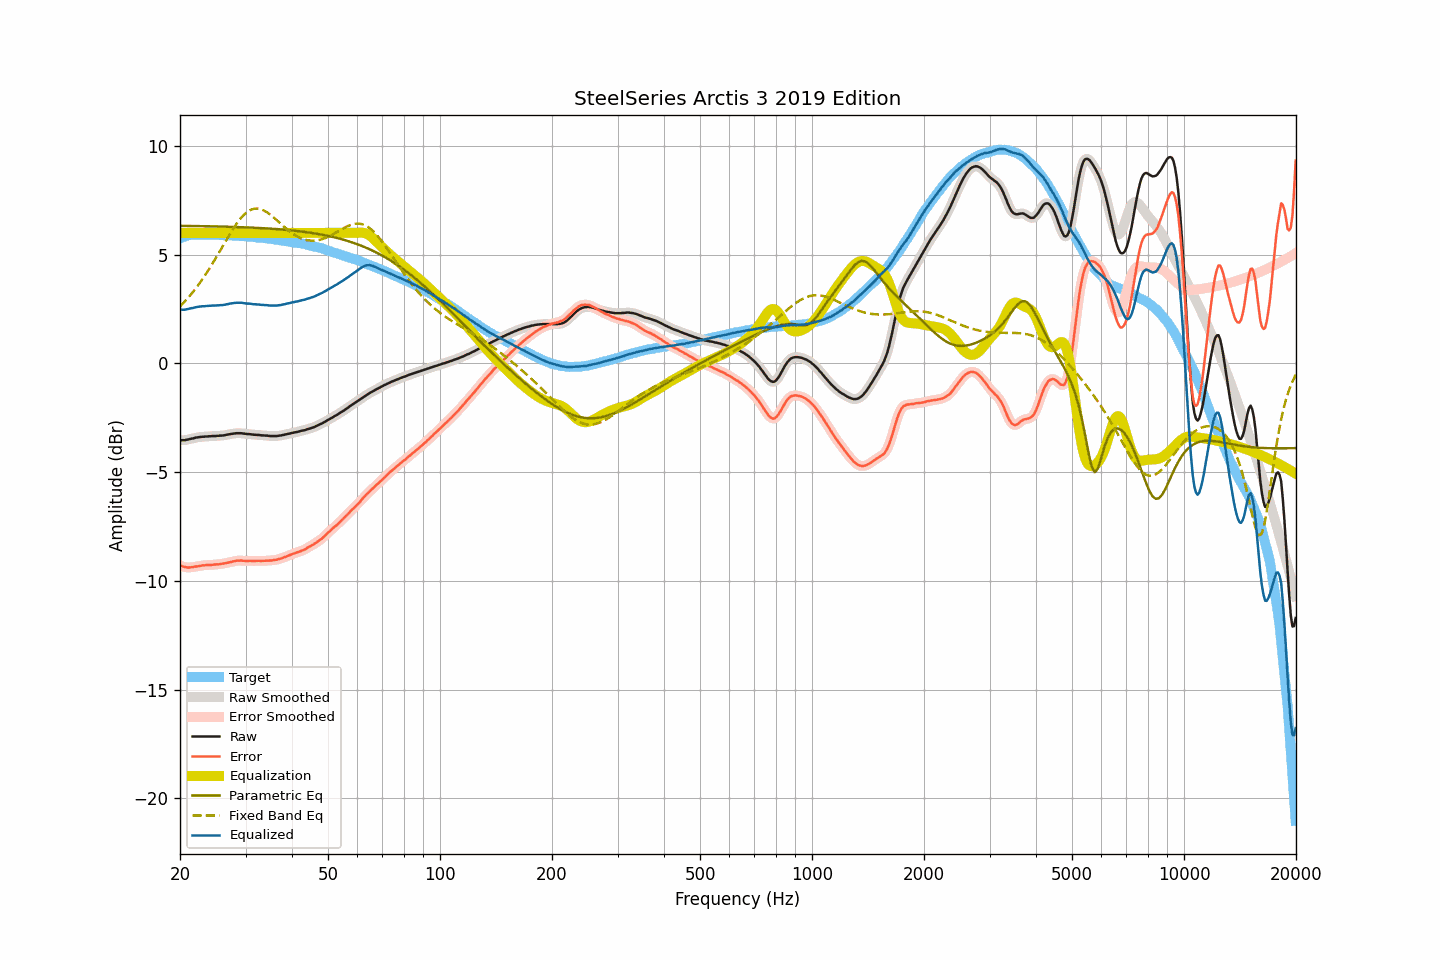 SteelSeries Arctis 3 2019 Edition
10
5
0
−5
−10
−15
−20
Amplitude (dBr)
Target
Raw Smoothed
Error Smoothed
Raw
Error
Equalization
Parametric Eq
Fixed Band Eq
Equalized
20 50 100 200 500 1000 2000 5000 10000 20000
Frequency (Hz)